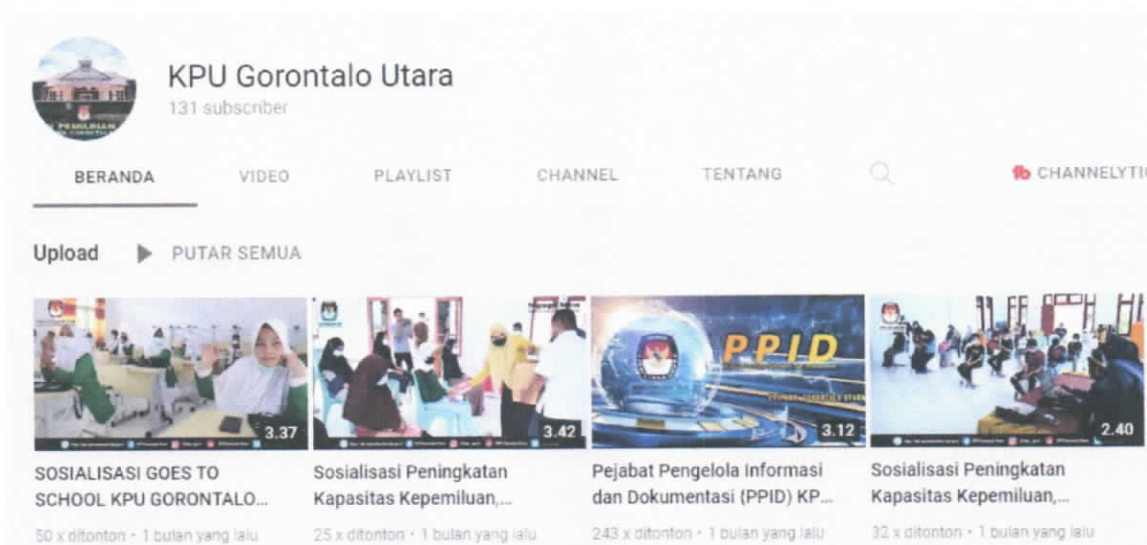 KPU Gorontalo Utara
131 subscriber
BERANDA VIDEO PLAYLIST CHANNEL TENTANG CHANNELYTI
Upload PUTAR SEMUA
PPID
3.37 3.42 3.12 2.40
SOSIALISASI GOES TO
SCHOOL KPU GORONTALO...
50 x ditonton • 1 bulan yang lalu
Sosialisasi Peningkatan
Kapasitas Kepemiluan,...
25 x ditonton • 1 bulan yang lalu
Pejabat Pengelola Informasi
dan Dokumentasi (PPID) KP...
243 x ditonton • 1 bulan yang lalu
Sosialisasi Peningkatan
Kapasitas Kepemiluan,...
32 x ditonton • 1 bulan yang lalu